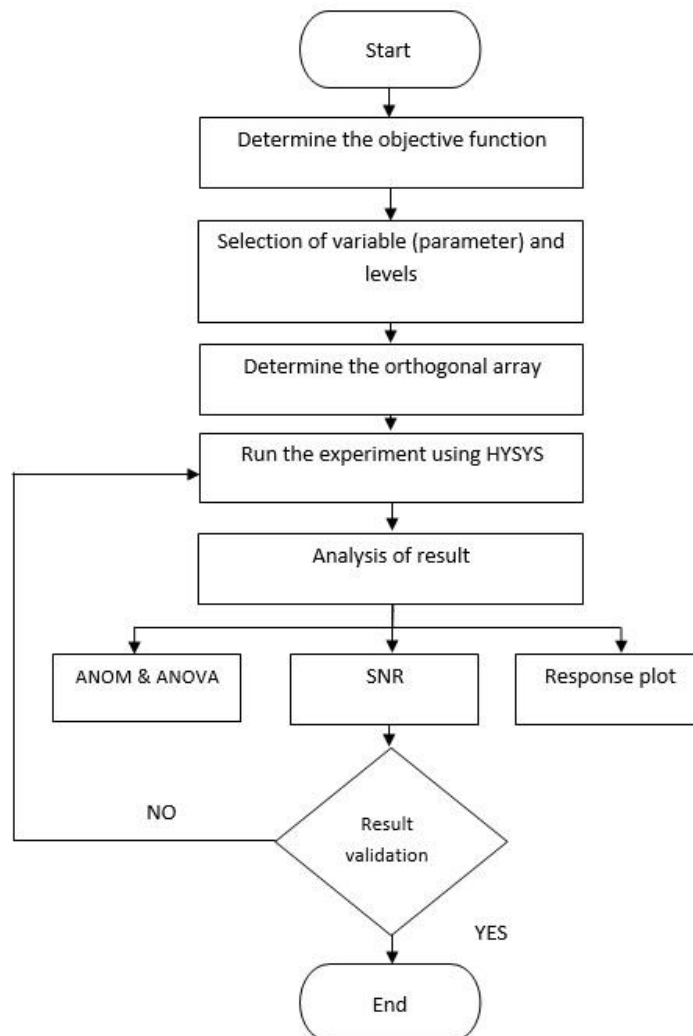 Start
Determine the objective function
Selection of variable (parameter) and
levels
Determine the orthogonal array
Run the experiment using HYSYS
Analysis of result
ANOM & ANOVA
SNR
Response plot
NO
Result
validation
YES
End